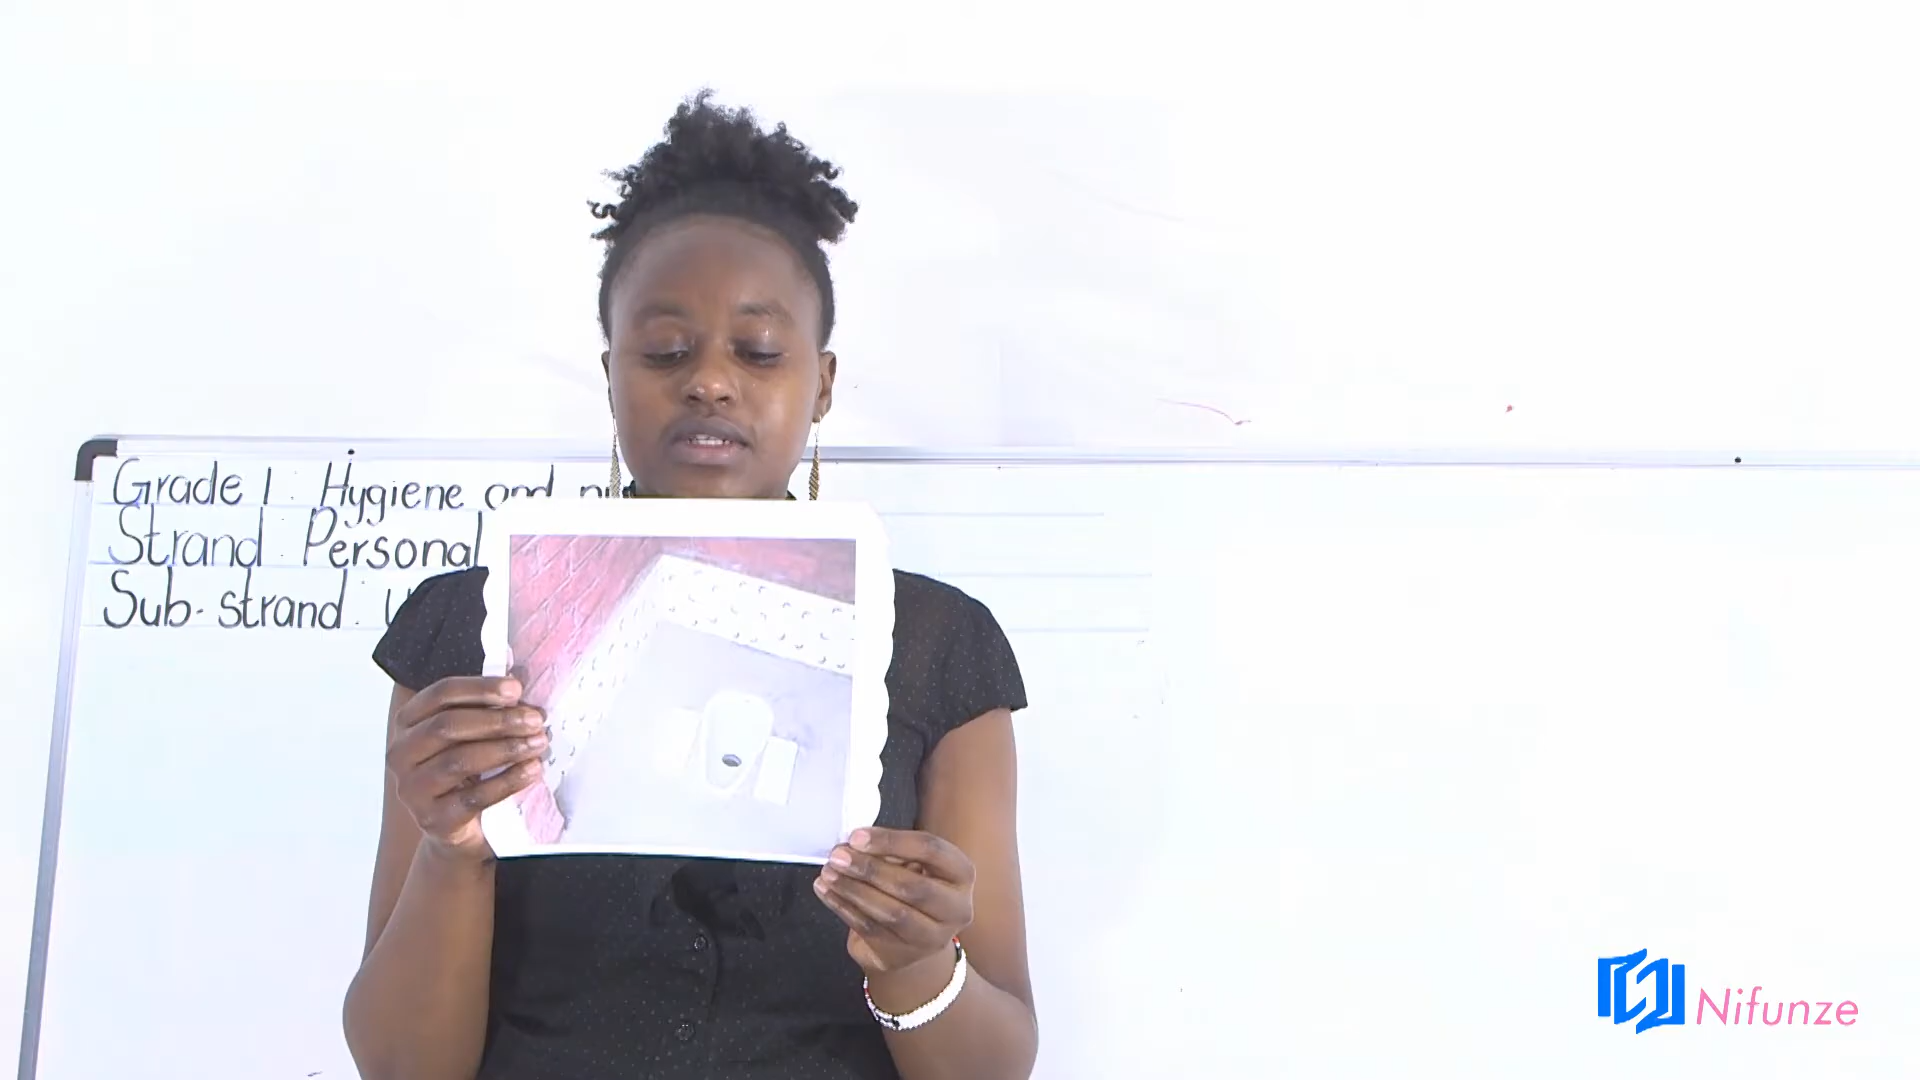 Grade 1 : Hygiene and
Strand : Personal
Sub-strand :
Nifunze